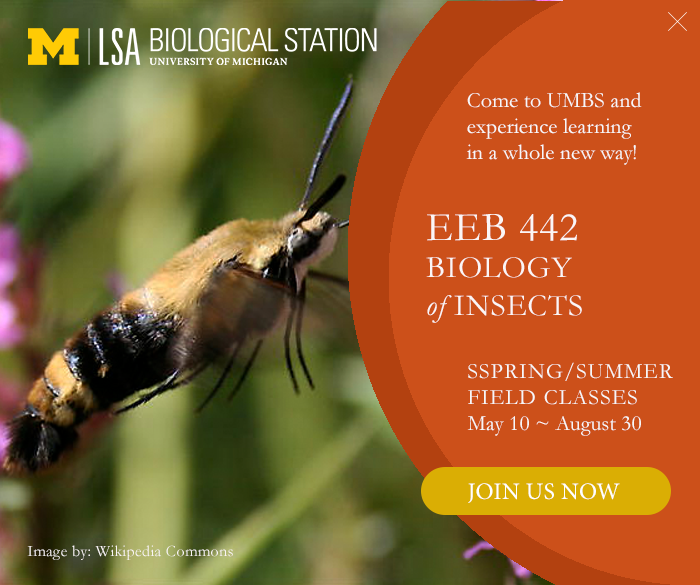 M | LSA BIOLOGICAL STATION
UNIVERSITY OF MICHIGAN
Come to UMBS and
experience learning
in a whole new way!
EEB 442
BIOLOGY
of INSECTS
SSPRING/SUMMER
FIELD CLASSES
May 10 ~ August 30
JOIN US NOW
Image by: Wikipedia Commons